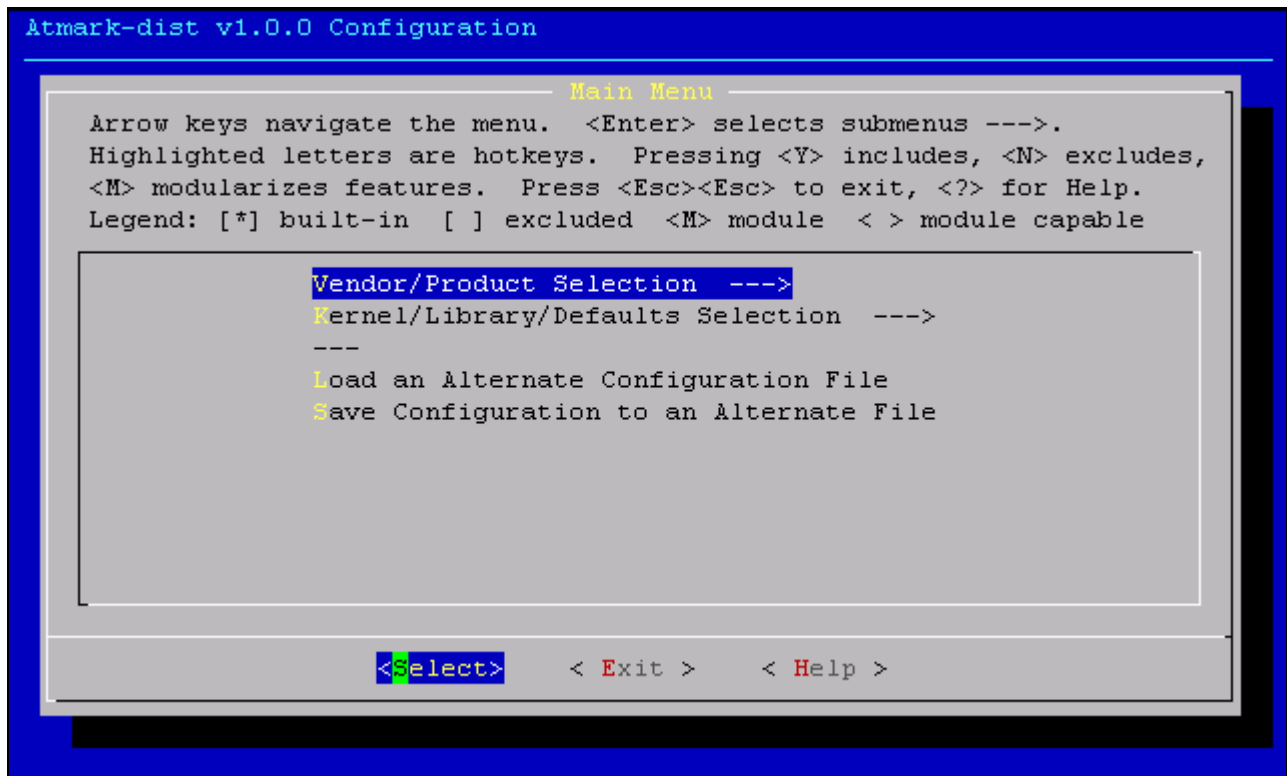 Atmark-dist v1.0.0 Configuration
Main Menu
Arrow keys navigate the menu.  <Enter> selects submenus --->.
Highlighted letters are hotkeys.  Pressing <Y> includes, <N> excludes,
<M> modularizes features.  Press <Esc><Esc> to exit, <?> for Help.
Legend: [*] built-in  [ ] excluded  <M> module  < > module capable
Vendor/Product Selection  --->
Kernel/Library/Defaults Selection  --->
---
Load an Alternate Configuration File
Save Configuration to an Alternate File
<Select>    < Exit >    < Help >